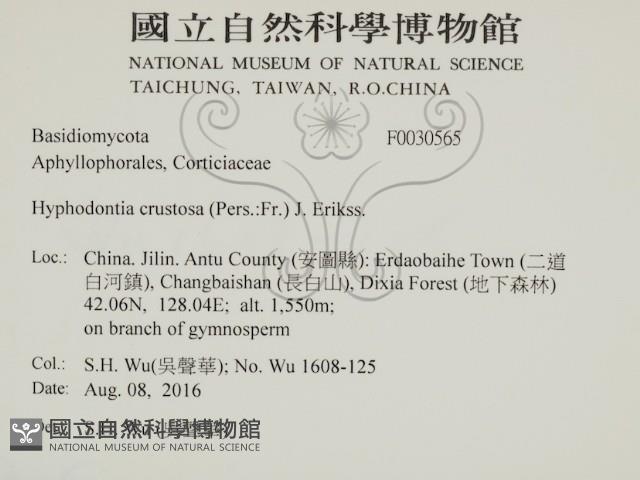 國立自然科學博物館
NATIONAL MUSEUM OF NATURAL SCIENCE
TAICHUNG, TAIWAN, R.O.CHINA
Basidiomycota F0030565
Aphyllophorales, Corticiaceae
Hyphodontia crustosa (Pers.:Fr.) J. Erikss.
Loc.: China. Jilin. Antu County (安圖縣): Erdaobaihe Town (二道
白河鎮), Changbaishan (長白山), Dixia Forest (地下森林)
42.06N, 128.04E; alt. 1,550m;
on branch of gymnosperm
Col.: S.H. Wu(吳聲華); No. Wu 1608-125
Date: Aug. 08, 2016
國立自然科學博物館
NATIONAL MUSEUM OF NATURAL SCIENCE